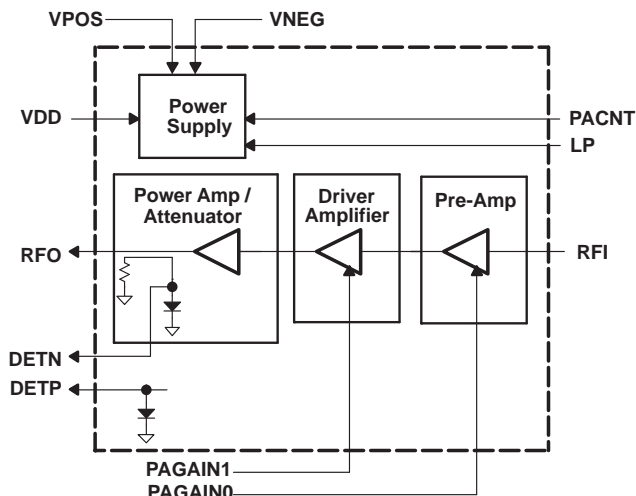 VPOS
VNEG
VDD
Power
Supply
PACNT
LP
Power Amp /
Attenuator
Driver
Amplifier
Pre-Amp
RFO
RFI
DETN
DETP
PAGAIN1
PAGAIN0